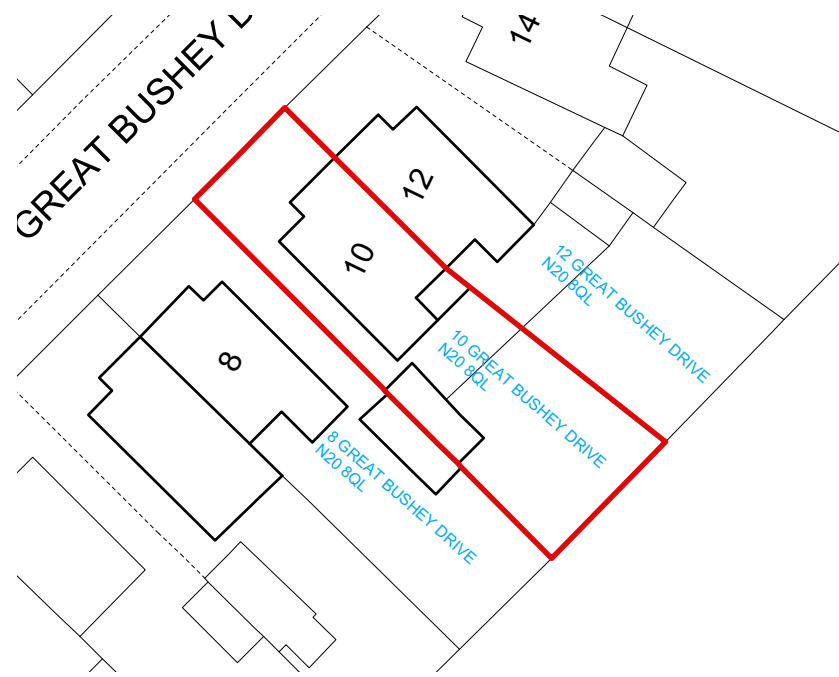 GREAT BUSHEY
14
12
10
8
12 GREAT BUSHEY DRIVE
N20 8QL
10 GREAT BUSHEY DRIVE
N20 8QL
8 GREAT BUSHEY DRIVE
N20 8QL